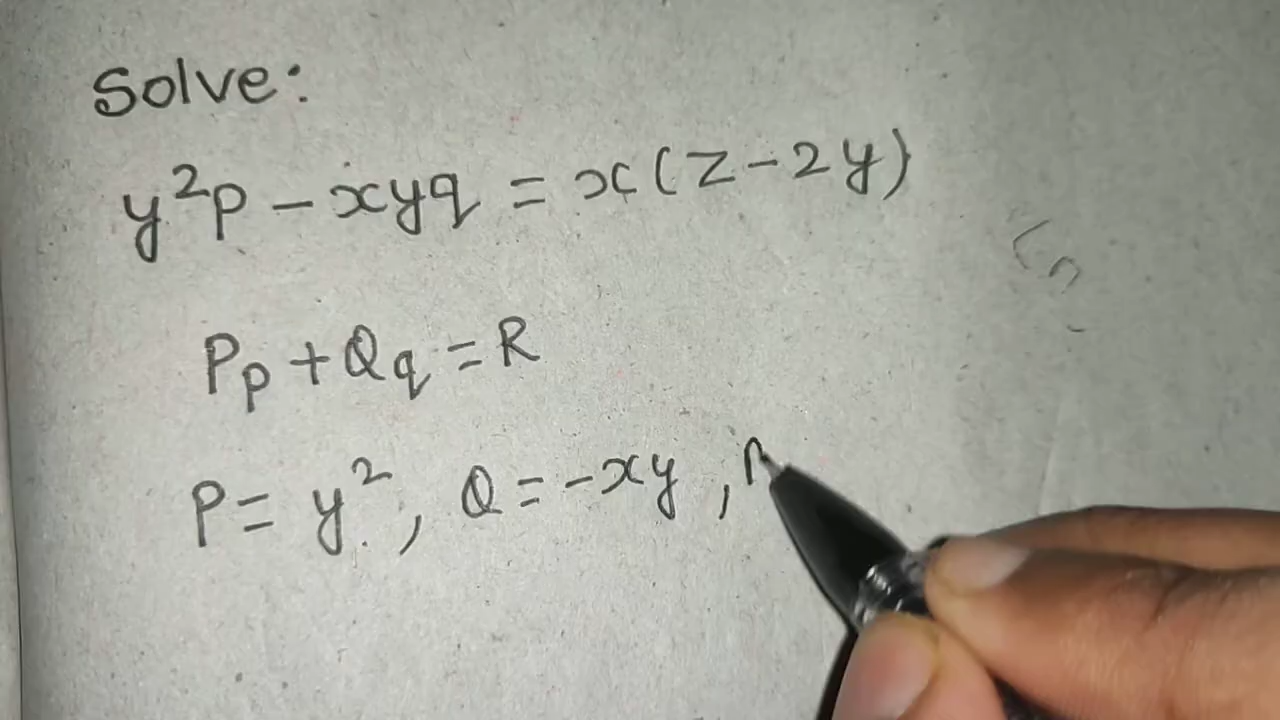 Solve:
y²p - xyq = x(z-2y)
Pp + Qq = R
P = y², Q = -xy,